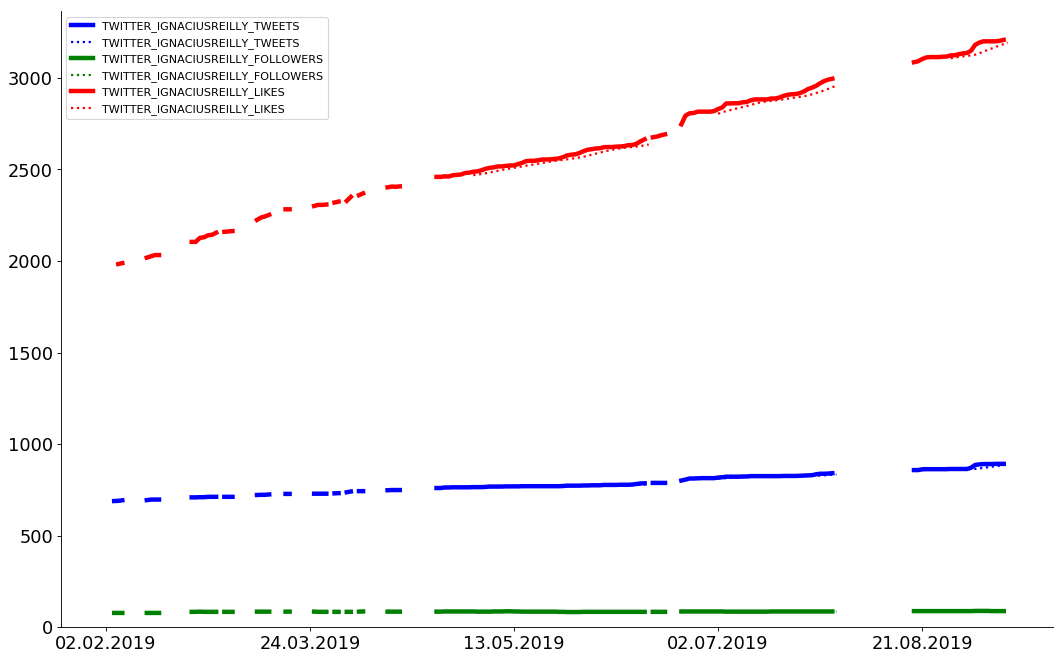 TWITTER_IGNACIUSREILLY_TWEETS
TWITTER_IGNACIUSREILLY_TWEETS
TWITTER_IGNACIUSREILLY_FOLLOWERS
TWITTER_IGNACIUSREILLY_FOLLOWERS
TWITTER_IGNACIUSREILLY_LIKES
TWITTER_IGNACIUSREILLY_LIKES
3000
2500
2000
1500
1000
500
0
02.02.2019 24.03.2019 13.05.2019 02.07.2019 21.08.2019